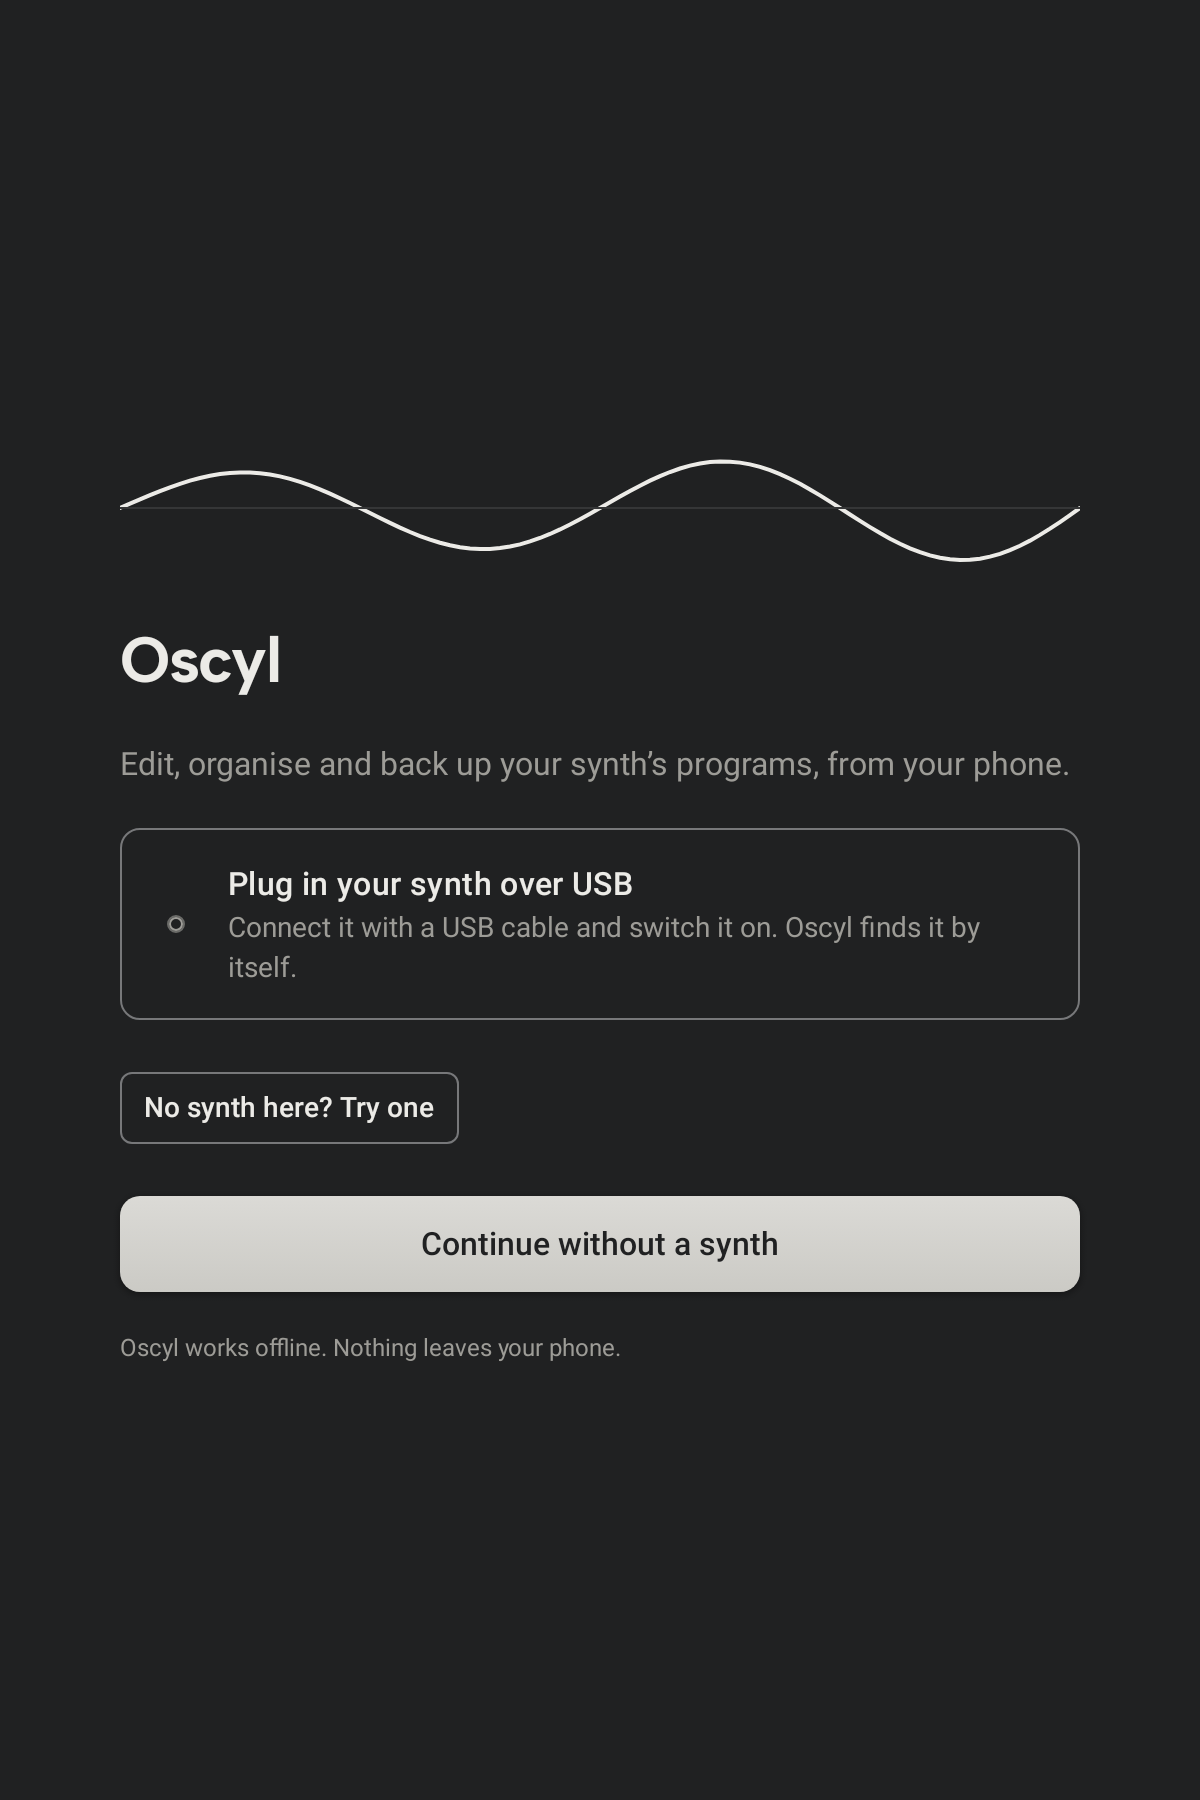 Oscyl
Edit, organise and back up your synth’s programs, from your phone.
Plug in your synth over USB
Connect it with a USB cable and switch it on. Oscyl finds it by
itself.
No synth here? Try one
Continue without a synth
Oscyl works offline. Nothing leaves your phone.